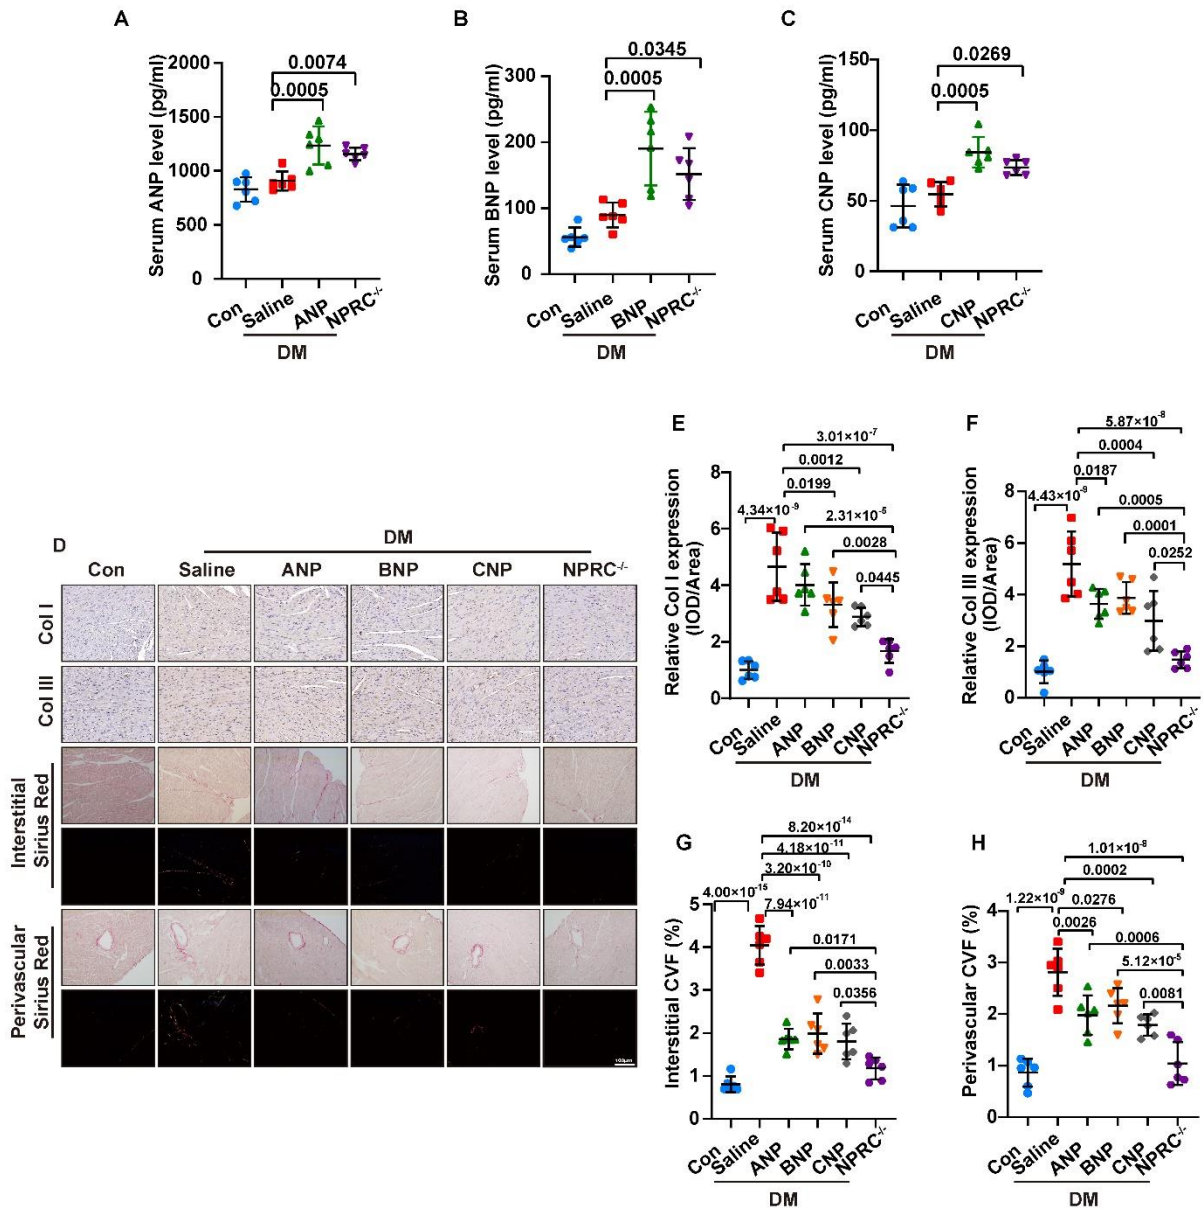 A
Serum ANP level (pg/ml)
2000
1500
1000
500
0
0.0074
0.0005
Con
Saline
ANP
NPRC-/-
DM
B
Serum BNP level (pg/ml)
300
200
100
0
0.0345
0.0005
Con
Saline
BNP
NPRC-/-
DM
C
Serum CNP level (pg/ml)
150
100
50
0
0.0269
0.0005
Con
Saline
CNP
NPRC-/-
DM
D
DM
Con
Saline
ANP
BNP
CNP
NPRC-/-
Col I
Col III
Interstitial
Sirius Red
Perivascular
Sirius Red
100μm
E
Relative Col I expression
(IOD/Area)
8
6
4
2
0
3.01×10-7
0.0012
0.0199
4.34×10-9
2.31×10-5
0.0028
0.0445
Con
Saline
ANP
BNP
CNP
NPRC-/-
DM
F
Relative Col III expression
(IOD/Area)
8
6
4
2
0
5.87×10-8
0.0004
0.0187
4.43×10-9
0.0005
0.0001
0.0252
Con
Saline
ANP
BNP
CNP
NPRC-/-
DM
G
Interstitial CVF (%)
5
4
3
2
1
0
8.20×10-14
4.18×10-11
3.20×10-10
4.00×10-15
7.94×10-11
0.0171
0.0033
0.0356
Con
Saline
ANP
BNP
CNP
NPRC-/-
DM
H
Perivascular CVF (%)
4
3
2
1
0
1.01×10-8
0.0002
0.0276
1.22×10-9
0.0026
0.0006
5.12×10-5
0.0081
Con
Saline
ANP
BNP
CNP
NPRC-/-
DM